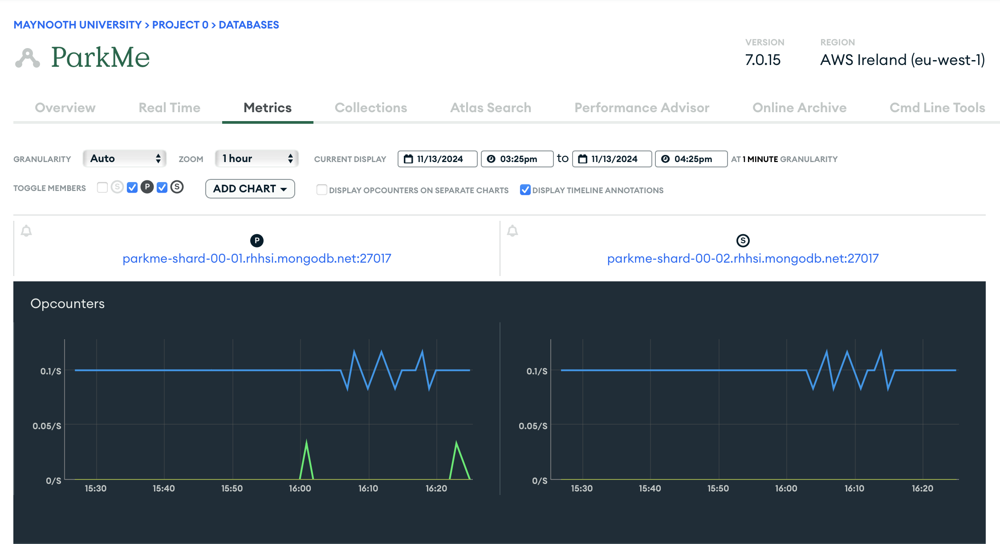 MAYNOOTH UNIVERSITY > PROJECT 0 > DATABASES
ParkMe
VERSION
7.0.15
REGION
AWS Ireland (eu-west-1)
Overview Real Time Metrics Collections Atlas Search Performance Advisor Online Archive Cmd Line Tools
GRANULARITY Auto ZOOM 1 hour CURRENT DISPLAY 11/13/2024 03:25pm to 11/13/2024 04:25pm AT 1 MINUTE GRANULARITY
TOGGLE MEMBERS S P S ADD CHART DISPLAY OPCOUNTERS ON SEPARATE CHARTS DISPLAY TIMELINE ANNOTATIONS
P
parkme-shard-00-01.rhhsi.mongodb.net:27017
S
parkme-shard-00-02.rhhsi.mongodb.net:27017
Opcounters
0.1/S
0.05/S
0/S
15:30 15:40 15:50 16:00 16:10 16:20
0.1/S
0.05/S
0/S
15:30 15:40 15:50 16:00 16:10 16:20